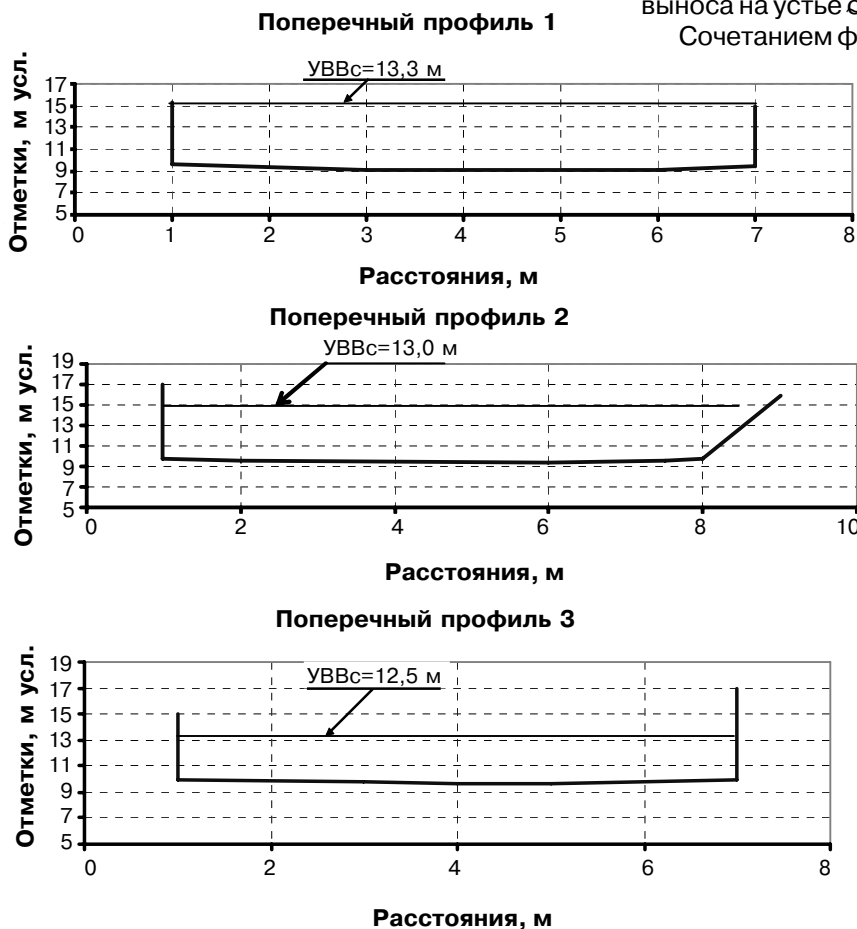 выноса на устье
Сочетанием ф
Поперечный профиль 1
УВВс=13,3 м
Отметки, м усл.
17
15
13
11
9
7
5
0 1 2 3 4 5 6 7 8
Расстояния, м
Поперечный профиль 2
УВВс=13,0 м
Отметки, м усл.
19
17
15
13
11
9
7
5
0 2 4 6 8 10
Расстояния, м
Поперечный профиль 3
УВВс=12,5 м
Отметки, м усл.
19
17
15
13
11
9
7
5
0 2 4 6 8
Расстояния, м